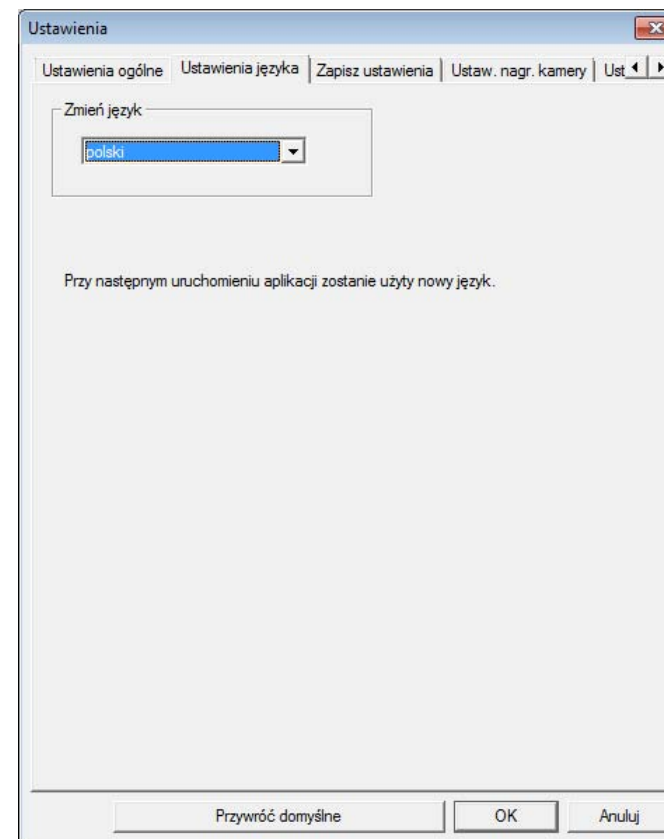 Ustawienia
Ustawienia ogólne Ustawienia języka Zapisz ustawienia Ustaw. nagr. kamery Ust
Zmień język
polski
Przy następnym uruchomieniu aplikacji zostanie użyty nowy język.
Przywróć domyślne OK Anuluj